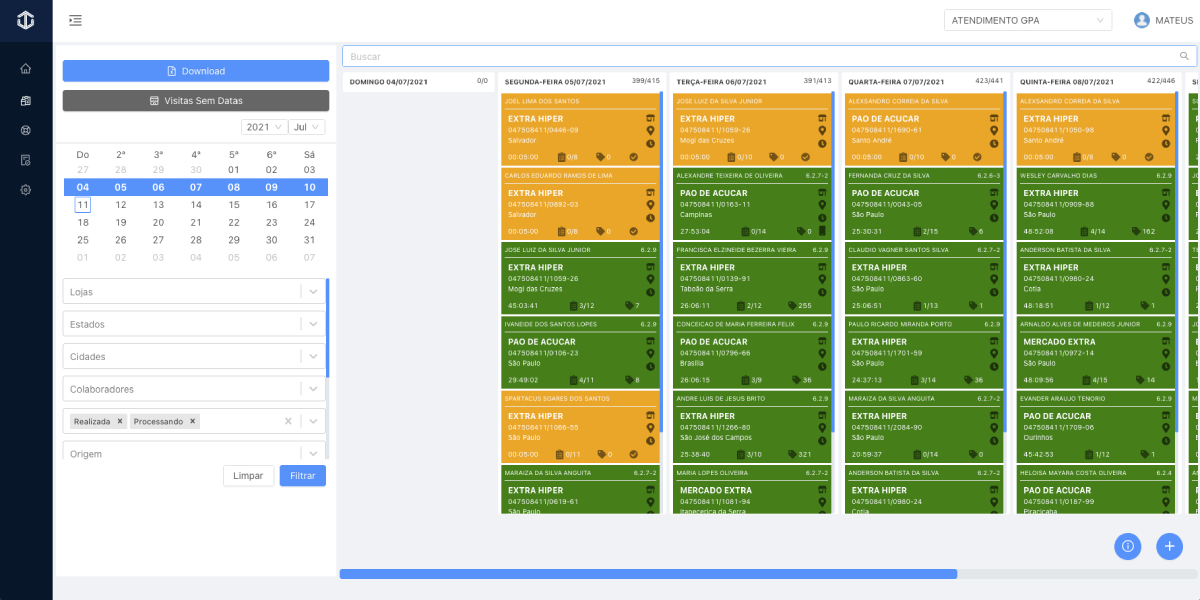 ATENDIMENTO GPA
MATEUS
Download
Visitas Sem Datas
2021
Jul
Do 2ª 3ª 4ª 5ª 6ª Sá
27 28 29 30 01 02 03
04 05 06 07 08 09 10
11 12 13 14 15 16 17
18 19 20 21 22 23 24
25 26 27 28 29 30 31
01 02 03 04 05 06 07
Lojas
Estados
Cidades
Colaboradores
Realizada × Processando ×
Origem
Limpar
Filtrar
Buscar
DOMINGO 04/07/2021 0/0
SEGUNDA-FEIRA 05/07/2021 399/415
JOEL LIMA DOS SANTOS
EXTRA HIPER
047508411/0446-09
Salvador
00:05:00 0/8 0
CARLOS EDUARDO RAMOS DE LIMA
EXTRA HIPER
047508411/0892-03
Salvador
00:05:00 0/8 0
JOSE LUIZ DA SILVA JUNIOR 6.2.9
EXTRA HIPER
047508411/1059-26
Mogi das Cruzes
45:03:41 3/12 7
IVANEIDE DOS SANTOS LOPES 6.2.9
PAO DE ACUCAR
047508411/0106-23
São Paulo
29:49:02 4/11 8
SPARTACUS SOARES DOS SANTOS
EXTRA HIPER
047508411/1066-55
São Paulo
00:05:00 0/11 0
MARAIZA DA SILVA ANGUITA 6.2.7-2
EXTRA HIPER
047508411/0619-61
São Paulo
TERÇA-FEIRA 06/07/2021 391/413
JOSE LUIZ DA SILVA JUNIOR
EXTRA HIPER
047508411/1059-26
Mogi das Cruzes
00:05:00 0/10 0
ALEXANDRE TEIXEIRA DE OLIVEIRA 6.2.7-2
PAO DE ACUCAR
047508411/0163-11
Campinas
27:53:04 0/14 0
FRANCISCA ELZINEIDE BEZERRA VIEIRA 6.2.9
EXTRA HIPER
047508411/0139-91
Taboão da Serra
26:06:11 2/12 255
CONCEICAO DE MARIA FERREIRA FELIX 6.2.9
PAO DE ACUCAR
047508411/0796-66
Brasília
26:06:15 3/9 36
ANDRE LUIS DE JESUS BRITO 6.2.9
EXTRA HIPER
047508411/1266-80
São José dos Campos
25:38:40 3/10 321
MARIA LOPES OLIVEIRA 6.2.7-2
MERCADO EXTRA
047508411/1081-94
Itapecerica da Serra
QUARTA-FEIRA 07/07/2021 423/441
ALEXSANDRO CORREIA DA SILVA
PAO DE ACUCAR
047508411/1690-61
Santo André
00:05:00 0/10 0
FERNANDA CRUZ DA SILVA 6.2.6-3
PAO DE ACUCAR
047508411/0043-05
São Paulo
25:30:31 2/15 6
CLAUDIO VAGNER SANTOS SILVA 6.2.7-2
EXTRA HIPER
047508411/0863-60
São Paulo
25:06:51 1/13 1
PAULO RICARDO MIRANDA PORTO 6.2.9
EXTRA HIPER
047508411/1701-59
São Paulo
24:37:13 3/14 36
MARAIZA DA SILVA ANGUITA 6.2.7-2
EXTRA HIPER
047508411/2084-90
São Paulo
20:59:37 0/14 0
ANDERSON BATISTA DA SILVA 6.2.7-2
EXTRA HIPER
047508411/0980-24
Cotia
QUINTA-FEIRA 08/07/2021 422/446
ALEXSANDRO CORREIA DA SILVA
EXTRA HIPER
047508411/1050-98
Santo André
00:05:00 0/8 0
WESLEY CARVALHO DIAS 6.2.9
EXTRA HIPER
047508411/0909-88
São Paulo
48:52:08 4/14 162
ANDERSON BATISTA DA SILVA 6.2.7-2
EXTRA HIPER
047508411/0980-24
Cotia
48:18:51 1/12 1
ARNALDO ALVES DE MEDEIROS JUNIOR 6.2.9
MERCADO EXTRA
047508411/0972-14
São Paulo
48:09:56 4/15 14
EVANDER ARAUJO TENORIO 6.2.9
PAO DE ACUCAR
047508411/1709-06
Ourinhos
45:42:53 1/12 1
HELOISA MAYARA COSTA OLIVEIRA 6.2.4
PAO DE ACUCAR
047508411/0187-99
Piracicaba